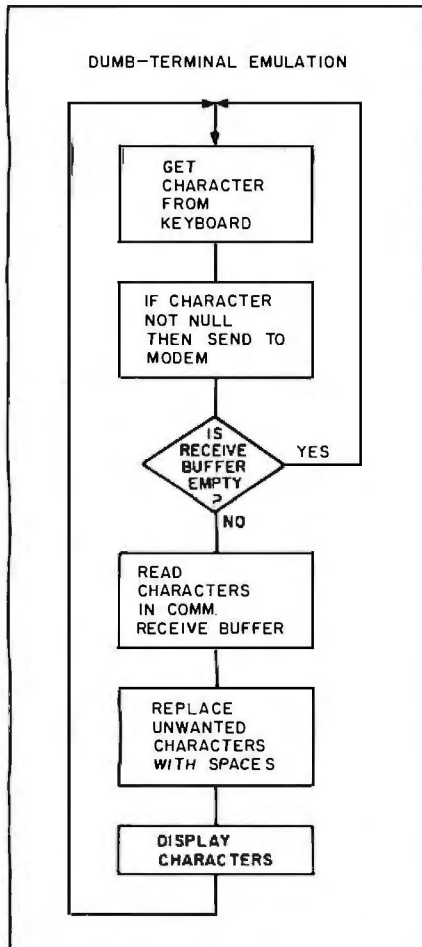 DUMB-TERMINAL EMULATION
GET
CHARACTER
FROM
KEYBOARD
IF CHARACTER
NOT NULL
THEN SEND TO
MODEM
IS
RECEIVE
BUFFER
EMPTY
?
YES
NO
READ
CHARACTERS
IN COMM.
RECEIVE BUFFER
REPLACE
UNWANTED
CHARACTERS
WITH SPACES
DISPLAY
CHARACTERS